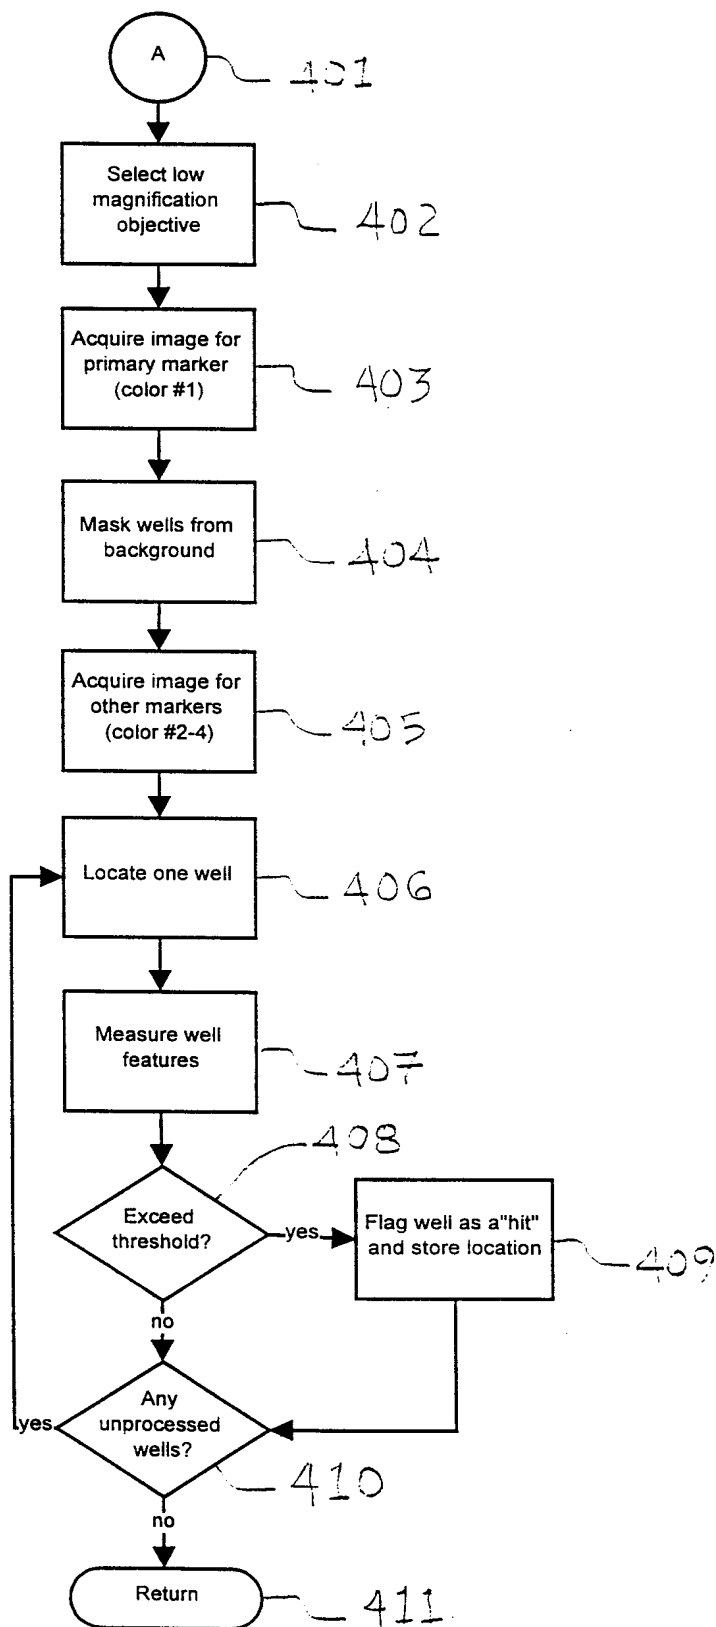 A
401
Select low
magnification
objective
402
Acquire image for
primary marker
(color #1)
403
Mask wells from
background
404
Acquire image for
other markers
(color #2-4)
405
Locate one well
406
Measure well
features
407
408
Exceed
threshold?
yes
Flag well as a"hit"
and store location
409
no
Any
unprocessed
wells?
yes
410
no
Return
411